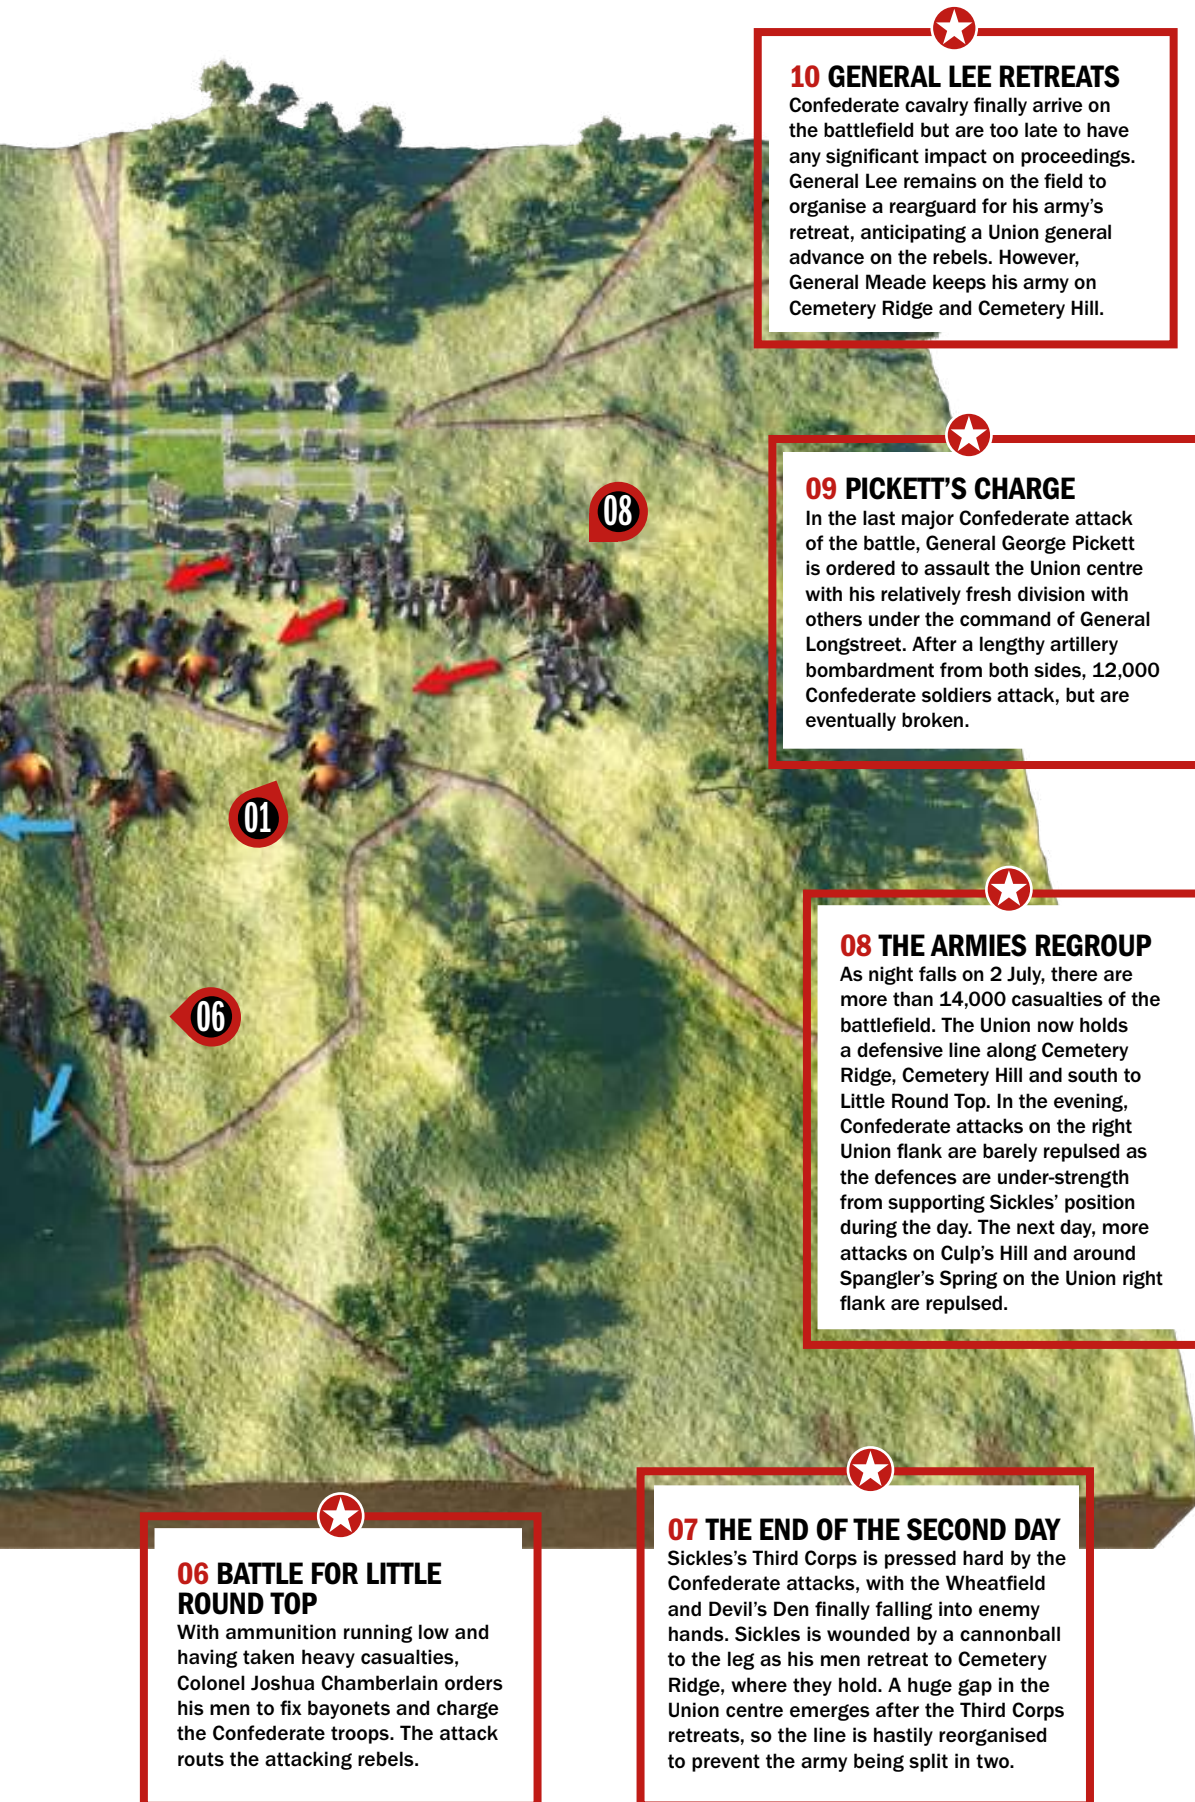 10 GENERAL LEE RETREATS
Confederate cavalry finally arrive on
the battlefield but are too late to have
any significant impact on proceedings.
General Lee remains on the field to
organise a rearguard for his army's
retreat, anticipating a Union general
advance on the rebels. However,
General Meade keeps his army on
Cemetery Ridge and Cemetery Hill.
09 PICKETT'S CHARGE
In the last major Confederate attack
of the battle, General George Pickett
is ordered to assault the Union centre
with his relatively fresh division with
others under the command of General
Longstreet. After a lengthy artillery
bombardment from both sides, 12,000
Confederate soldiers attack, but are
eventually broken.
08
01
06
08 THE ARMIES REGROUP
As night falls on 2 July, there are
more than 14,000 casualties of the
battlefield. The Union now holds
a defensive line along Cemetery
Ridge, Cemetery Hill and south to
Little Round Top. In the evening,
Confederate attacks on the right
Union flank are barely repulsed as
the defences are under-strength
from supporting Sickles' position
during the day. The next day, more
attacks on Culp's Hill and around
Spangler's Spring on the Union right
flank are repulsed.
06 BATTLE FOR LITTLE
ROUND TOP
With ammunition running low and
having taken heavy casualties,
Colonel Joshua Chamberlain orders
his men to fix bayonets and charge
the Confederate troops. The attack
routs the attacking rebels.
07 THE END OF THE SECOND DAY
Sickles's Third Corps is pressed hard by the
Confederate attacks, with the Wheatfield
and Devil's Den finally falling into enemy
hands. Sickles is wounded by a cannonball
to the leg as his men retreat to Cemetery
Ridge, where they hold. A huge gap in the
Union centre emerges after the Third Corps
retreats, so the line is hastily reorganised
to prevent the army being split in two.